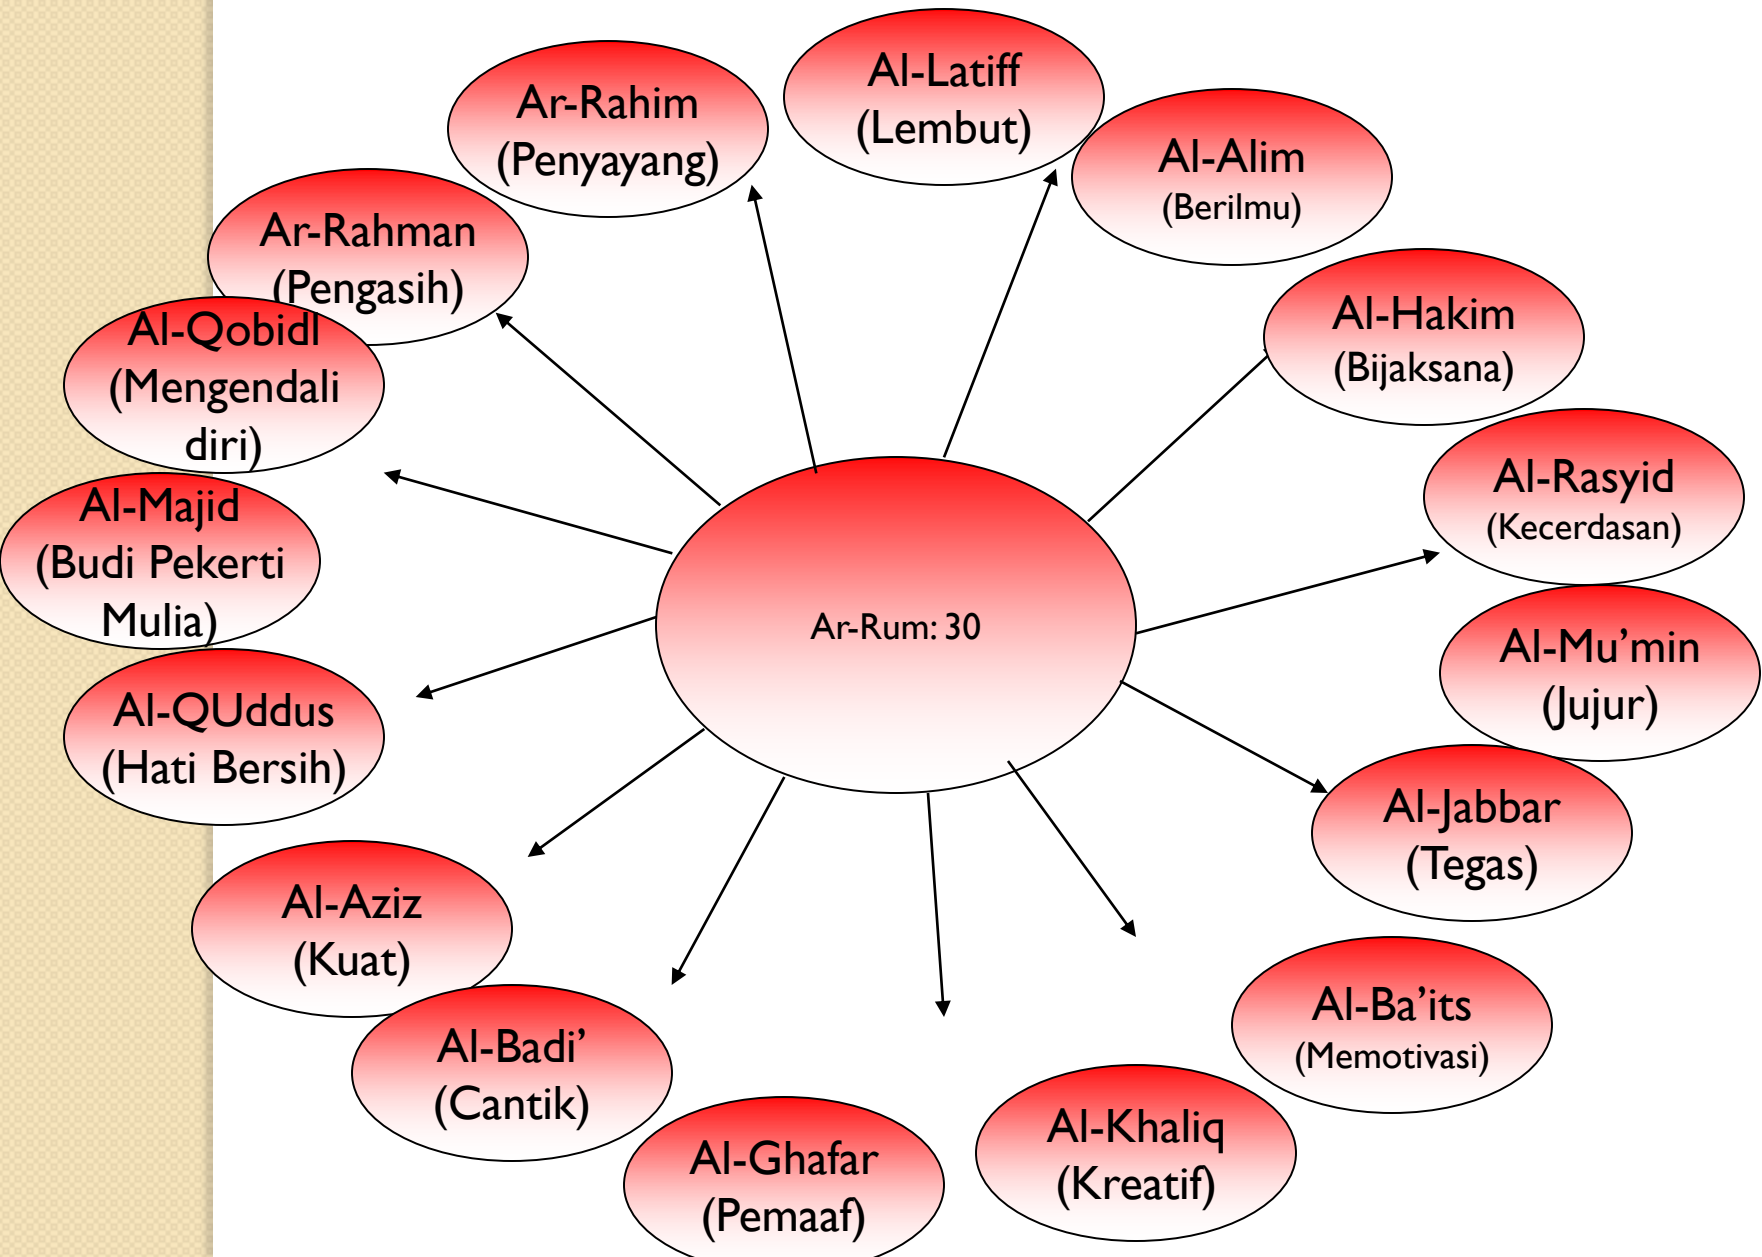 Al-Latiff
(Lembut)
Ar-Rahim
(Penyayang)
Al-Alim
(Berilmu)
Ar-Rahman
(Pengasih)
Al-Hakim
(Bijaksana)
Al-Qobidl
(Mengendali
diri)
Al-Rasyid
(Kecerdasan)
Al-Majid
(Budi Pekerti
Mulia)
Ar-Rum: 30
Al-Mu’min
(Jujur)
Al-QUddus
(Hati Bersih)
Al-Jabbar
(Tegas)
Al-Aziz
(Kuat)
Al-Ba’its
(Memotivasi)
Al-Badi’
(Cantik)
Al-Khaliq
(Kreatif)
Al-Ghafar
(Pemaaf)